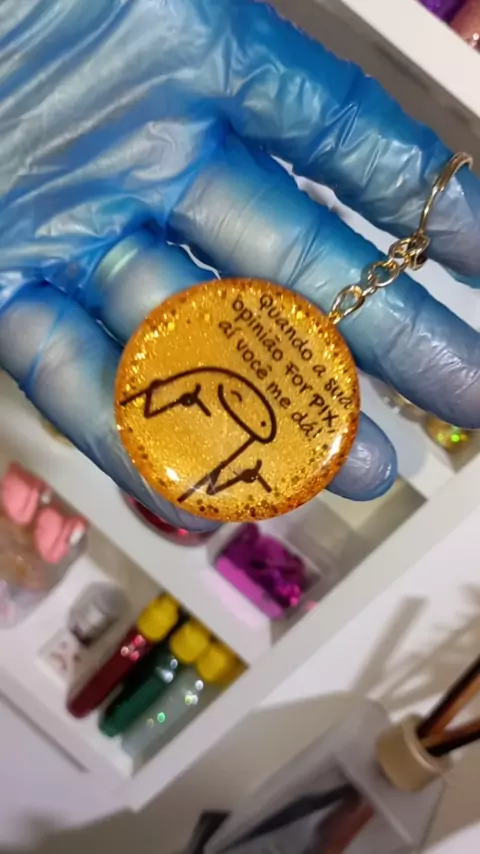 Quando a sua
opinião For PIX,
aí você me dá!